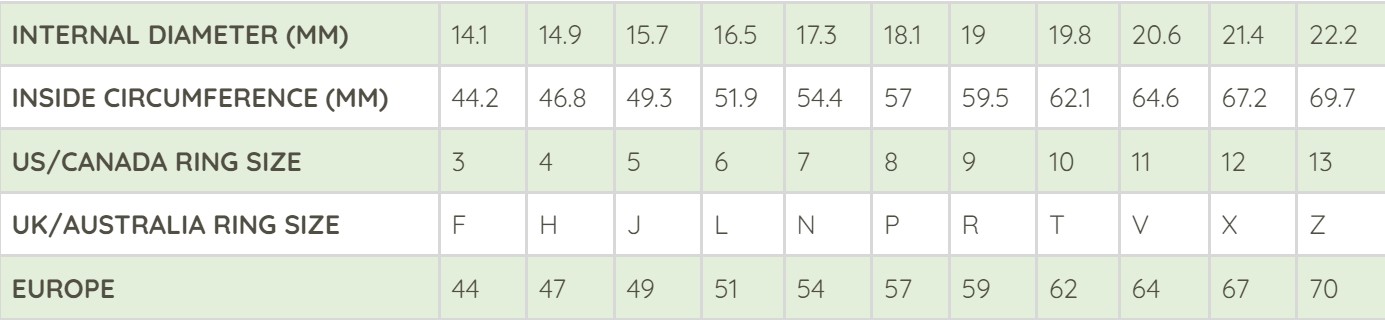 INTERNAL DIAMETER (MM) 14.1 14.9 15.7 16.5 17.3 18.1 19 19.8 20.6 21.4 22.2
INSIDE CIRCUMFERENCE (MM) 44.2 46.8 49.3 51.9 54.4 57 59.5 62.1 64.6 67.2 69.7
US/CANADA RING SIZE 3 4 5 6 7 8 9 10 11 12 13
UK/AUSTRALIA RING SIZE F H J L N P R T V X Z
EUROPE 44 47 49 51 54 57 59 62 64 67 70